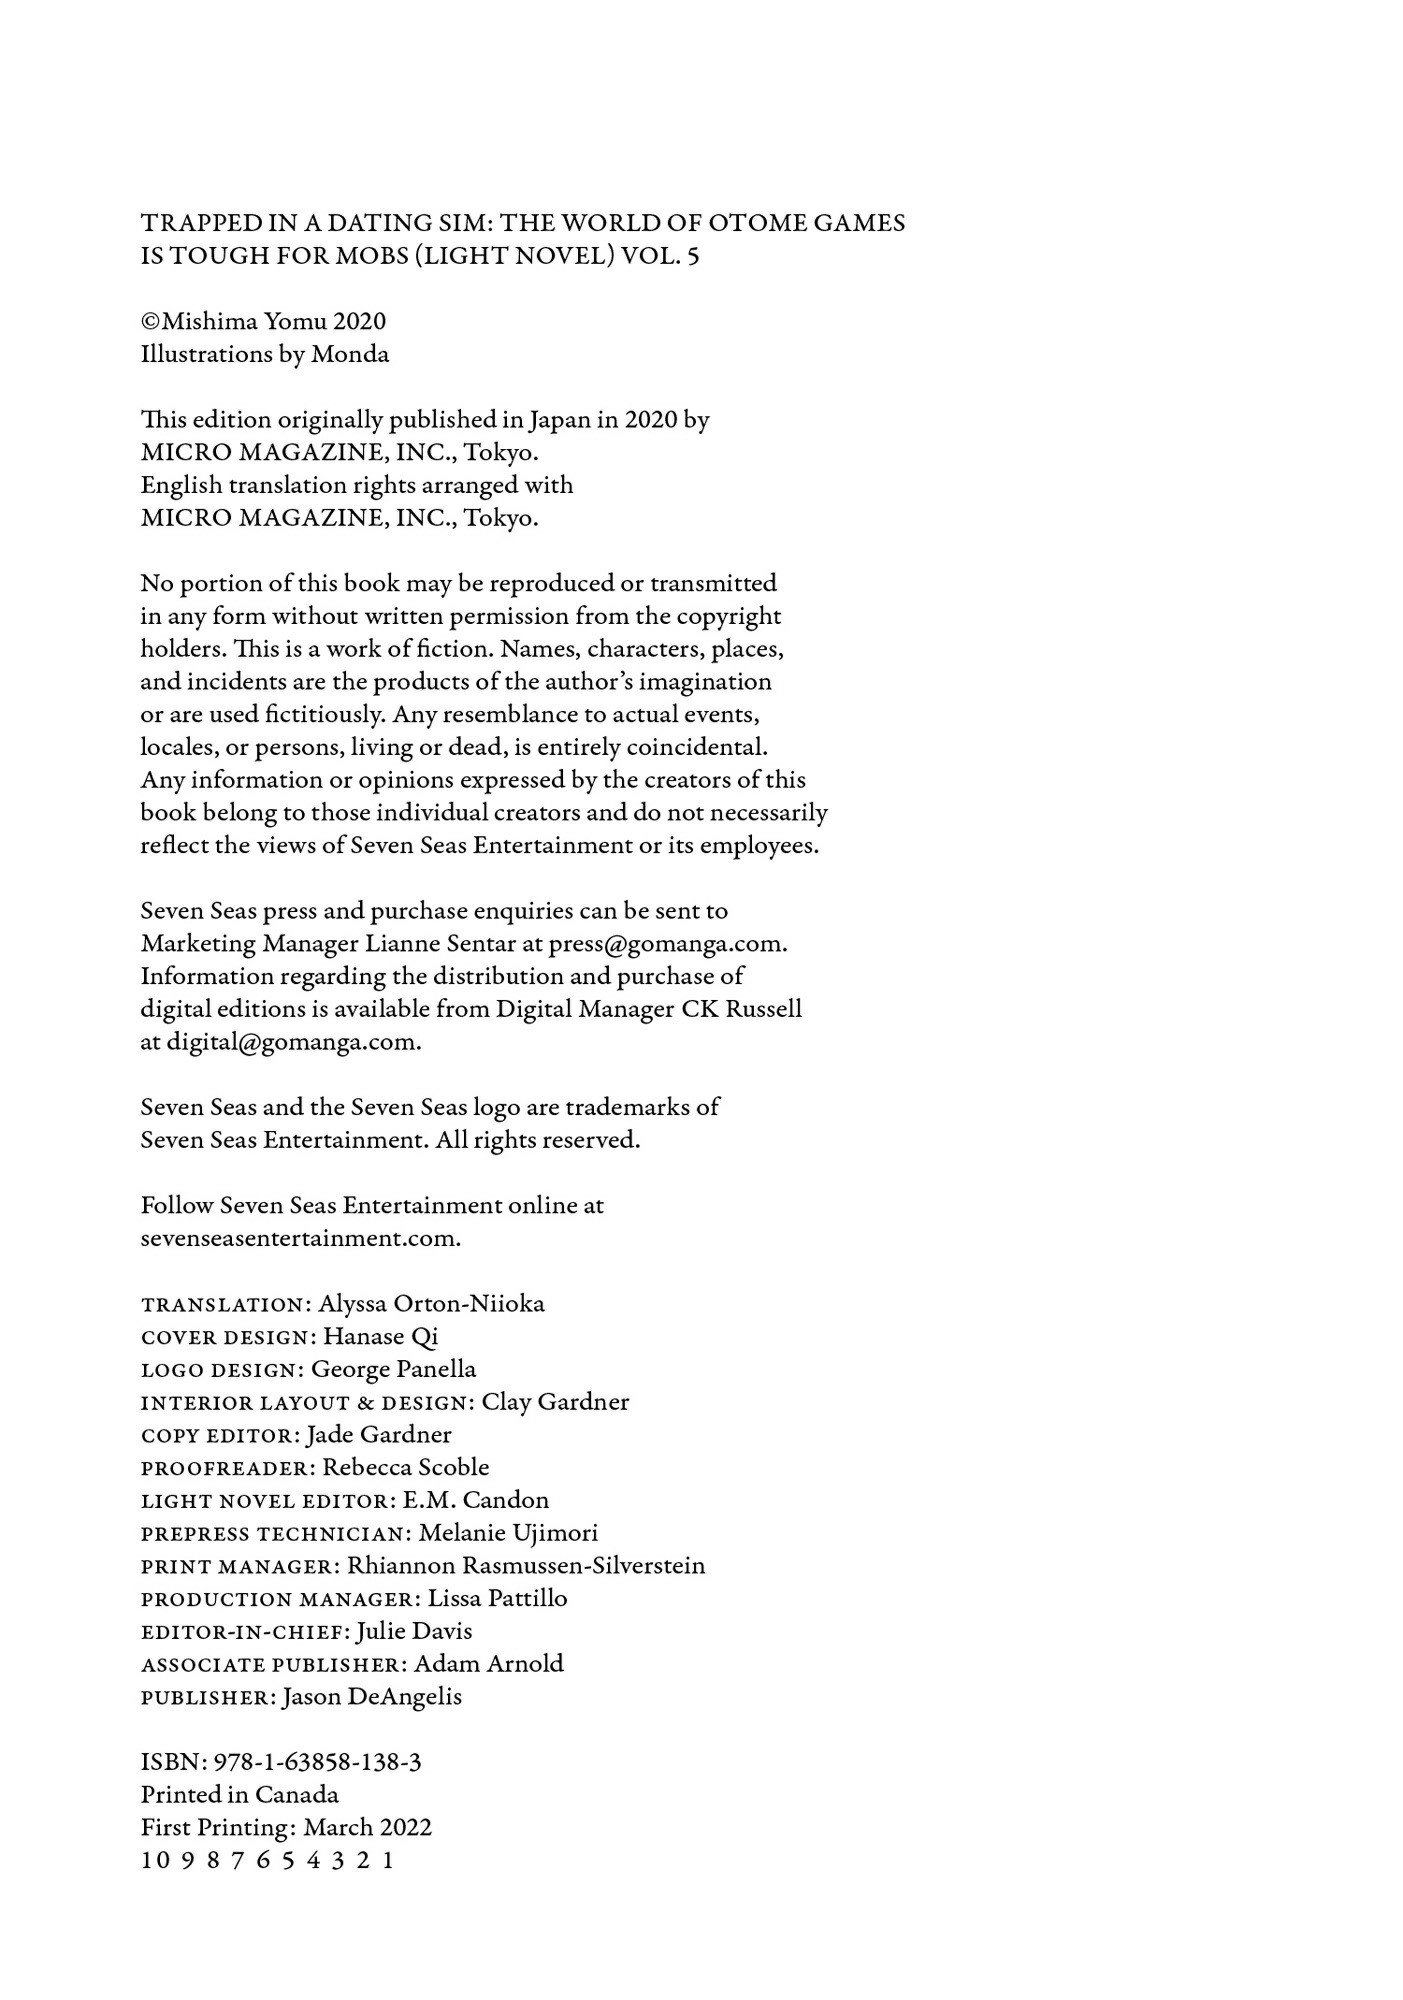 TRAPPED IN A DATING SIM: THE WORLD OF OTOME GAMES
IS TOUGH FOR MOBS (LIGHT NOVEL) VOL. 5
©Mishima Yomu 2020
Illustrations by Monda
This edition originally published in Japan in 2020 by
MICRO MAGAZINE, INC., Tokyo.
English translation rights arranged with
MICRO MAGAZINE, INC., Tokyo.
No portion of this book may be reproduced or transmitted
in any form without written permission from the copyright
holders. This is a work of fiction. Names, characters, places,
and incidents are the products of the author’s imagination
or are used fictitiously. Any resemblance to actual events,
locales, or persons, living or dead, is entirely coincidental.
Any information or opinions expressed by the creators of this
book belong to those individual creators and do not necessarily
reflect the views of Seven Seas Entertainment or its employees.
Seven Seas press and purchase enquiries can be sent to
Marketing Manager Lianne Sentar at press@gomanga.com.
Information regarding the distribution and purchase of
digital editions is available from Digital Manager CK Russell
at digital@gomanga.com.
Seven Seas and the Seven Seas logo are trademarks of
Seven Seas Entertainment. All rights reserved.
Follow Seven Seas Entertainment online at
sevenseasentertainment.com.
TRANSLATION: Alyssa Orton-Niioka
COVER DESIGN: Hanase Qi
LOGO DESIGN: George Panella
INTERIOR LAYOUT & DESIGN: Clay Gardner
COPY EDITOR: Jade Gardner
PROOFREADER: Rebecca Scoble
LIGHT NOVEL EDITOR: E.M. Candon
PREPRESS TECHNICIAN: Melanie Ujimori
PRINT MANAGER: Rhiannon Rasmussen-Silverstein
PRODUCTION MANAGER: Lissa Pattillo
EDITOR-IN-CHIEF: Julie Davis
ASSOCIATE PUBLISHER: Adam Arnold
PUBLISHER: Jason DeAngelis
ISBN: 978-1-63858-138-3
Printed in Canada
First Printing: March 2022
10 9 8 7 6 5 4 3 2 1